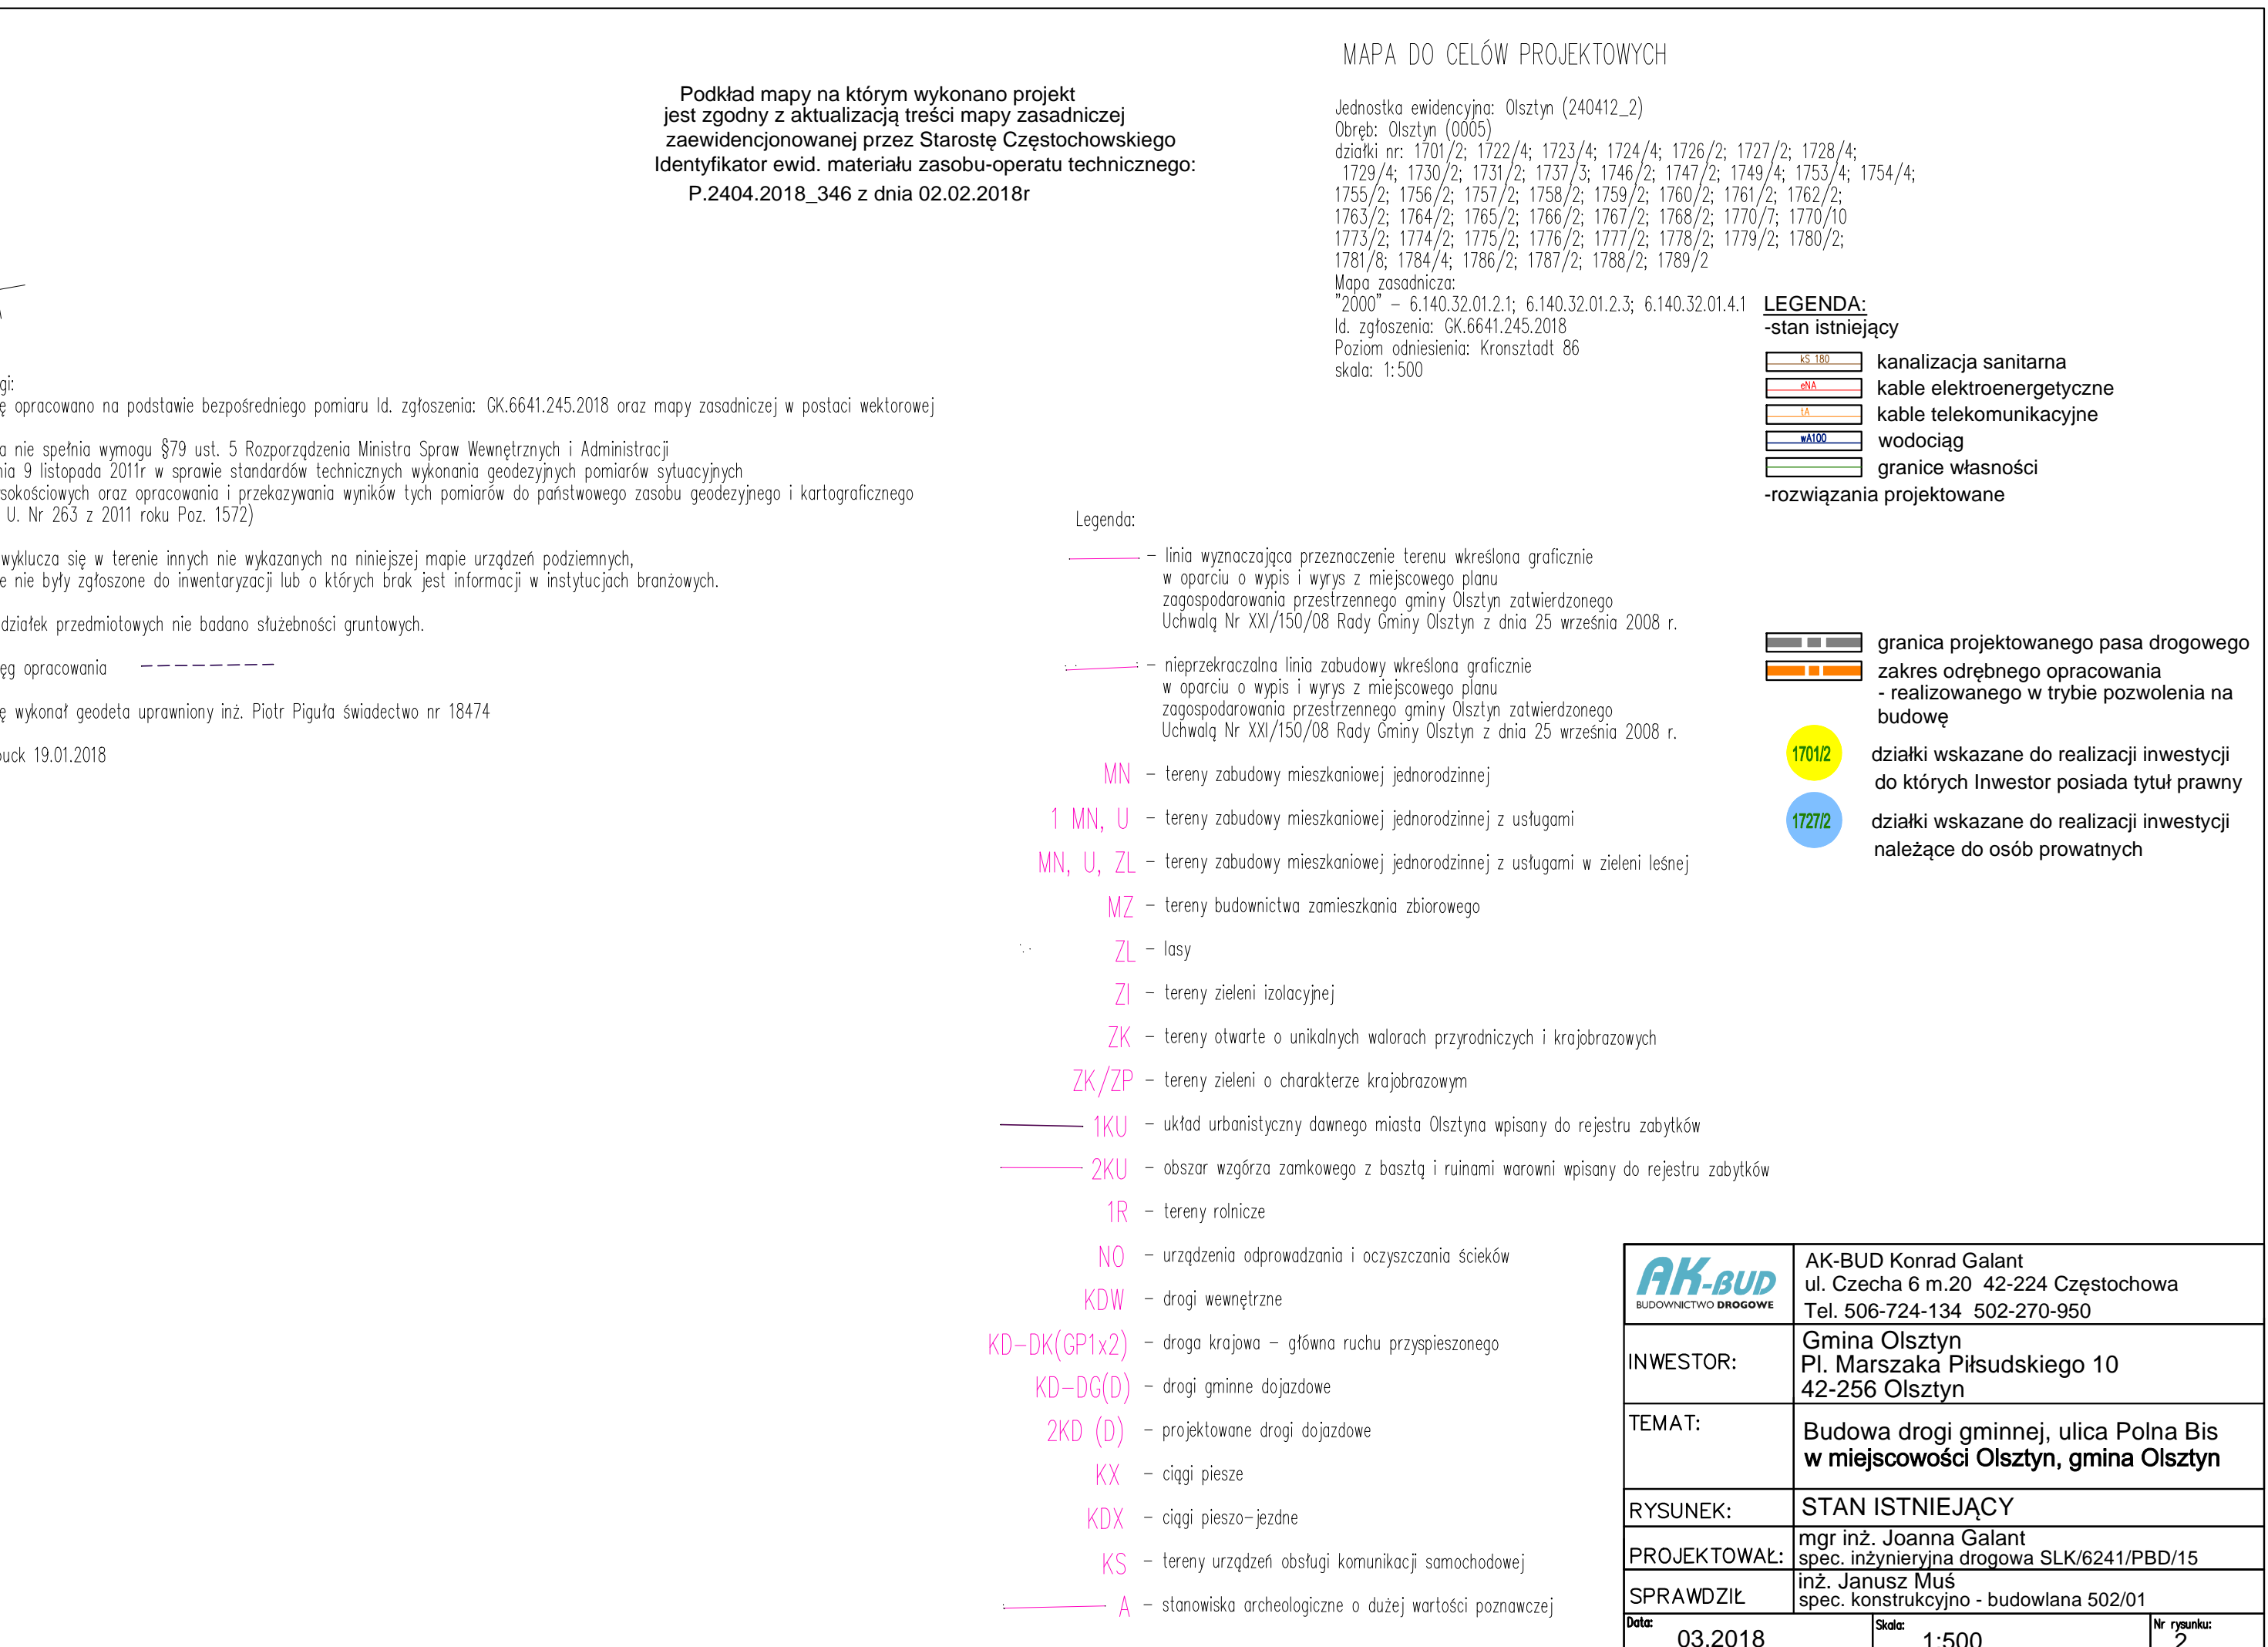 MAPA DO CELÓW PROJEKTOWYCH
Podkład mapy na którym wykonano projekt
jest zgodny z aktualizacją treści mapy zasadniczej
zaewidencjonowanej przez Starostę Częstochowskiego
Identyfikator ewid. materiału zasobu-operatu technicznego:
P.2404.2018_346 z dnia 02.02.2018r
Jednostka ewidencyjna: Olsztyn (240412_2)
Obręb: Olsztyn (0005)
działki nr: 1701/2; 1722/4; 1723/4; 1724/4; 1726/2; 1727/2; 1728/4;
1729/4; 1730/2; 1731/2; 1737/3; 1746/2; 1747/2; 1749/4; 1753/4; 1754/4;
1755/2; 1756/2; 1757/2; 1758/2; 1759/2; 1760/2; 1761/2; 1762/2;
1763/2; 1764/2; 1765/2; 1766/2; 1767/2; 1768/2; 1770/7; 1770/10
1773/2; 1774/2; 1775/2; 1776/2; 1777/2; 1778/2; 1779/2; 1780/2;
1781/8; 1784/4; 1786/2; 1787/2; 1788/2; 1789/2
Mapa zasadnicza:
"2000" – 6.140.32.01.2.1; 6.140.32.01.2.3; 6.140.32.01.4.1
Id. zgłoszenia: GK.6641.245.2018
Poziom odniesienia: Kronsztadt 86
skala: 1:500
LEGENDA:
-stan istniejący
kS 180 kanalizacja sanitarna
eNA kable elektroenergetyczne
tA kable telekomunikacyjne
wA100 wodociąg
granice własności
-rozwiązania projektowane
granica projektowanego pasa drogowego
zakres odrębnego opracowania
- realizowanego w trybie pozwolenia na
budowę
1701/2 działki wskazane do realizacji inwestycji
do których Inwestor posiada tytuł prawny
1727/2 działki wskazane do realizacji inwestycji
należące do osób prowatnych
gi:
ę opracowano na podstawie bezpośredniego pomiaru Id. zgłoszenia: GK.6641.245.2018 oraz mapy zasadniczej w postaci wektorowej
a nie spełnia wymogu §79 ust. 5 Rozporządzenia Ministra Spraw Wewnętrznych i Administracji
nia 9 listopada 2011r w sprawie standardów technicznych wykonania geodezyjnych pomiarów sytuacyjnych
sokościowych oraz opracowania i przekazywania wyników tych pomiarów do państwowego zasobu geodezyjnego i kartograficznego
U. Nr 263 z 2011 roku Poz. 1572)
wyklucza się w terenie innych nie wykazanych na niniejszej mapie urządzeń podziemnych,
e nie były zgłoszone do inwentaryzacji lub o których brak jest informacji w instytucjach branżowych.
działek przedmiotowych nie badano służebności gruntowych.
ęg opracowania
ę wykonał geodeta uprawniony inż. Piotr Piguła świadectwo nr 18474
buck 19.01.2018
Legenda:
– linia wyznaczająca przeznaczenie terenu wkreślona graficznie
w oparciu o wypis i wyrys z miejscowego planu
zagospodarowania przestrzennego gminy Olsztyn zatwierdzonego
Uchwałą Nr XXI/150/08 Rady Gminy Olsztyn z dnia 25 września 2008 r.
– nieprzekraczalna linia zabudowy wkreślona graficznie
w oparciu o wypis i wyrys z miejscowego planu
zagospodarowania przestrzennego gminy Olsztyn zatwierdzonego
Uchwałą Nr XXI/150/08 Rady Gminy Olsztyn z dnia 25 września 2008 r.
MN – tereny zabudowy mieszkaniowej jednorodzinnej
1 MN, U – tereny zabudowy mieszkaniowej jednorodzinnej z usługami
MN, U, ZL – tereny zabudowy mieszkaniowej jednorodzinnej z usługami w zieleni leśnej
MZ – tereny budownictwa zamieszkania zbiorowego
ZL – lasy
ZI – tereny zieleni izolacyjnej
ZK – tereny otwarte o unikalnych walorach przyrodniczych i krajobrazowych
ZK/ZP – tereny zieleni o charakterze krajobrazowym
1KU – układ urbanistyczny dawnego miasta Olsztyna wpisany do rejestru zabytków
2KU – obszar wzgórza zamkowego z basztą i ruinami warowni wpisany do rejestru zabytków
1R – tereny rolnicze
NO – urządzenia odprowadzania i oczyszczania ścieków
KDW – drogi wewnętrzne
KD–DK(GP1x2) – droga krajowa – główna ruchu przyspieszonego
KD–DG(D) – drogi gminne dojazdowe
2KD (D) – projektowane drogi dojazdowe
KX – ciągi piesze
KDX – ciągi pieszo–jezdne
KS – tereny urządzeń obsługi komunikacji samochodowej
A – stanowiska archeologiczne o dużej wartości poznawczej
AK-BUD
BUDOWNICTWO DROGOWE
AK-BUD Konrad Galant
ul. Czecha 6 m.20 42-224 Częstochowa
Tel. 506-724-134 502-270-950
INWESTOR:
Gmina Olsztyn
Pl. Marszaka Piłsudskiego 10
42-256 Olsztyn
TEMAT:
Budowa drogi gminnej, ulica Polna Bis
w miejscowości Olsztyn, gmina Olsztyn
RYSUNEK: STAN ISTNIEJĄCY
PROJEKTOWAŁ:
mgr inż. Joanna Galant
spec. inżynieryjna drogowa SLK/6241/PBD/15
SPRAWDZIŁ
inż. Janusz Muś
spec. konstrukcyjno - budowlana 502/01
Data: 03.2018
Skala: 1:500
Nr rysunku: 2